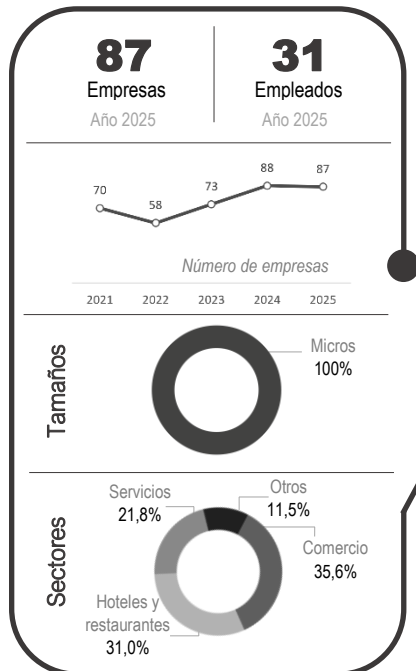 87
Empresas
Año 2025
31
Empleados
Año 2025
70
58
73
88
87
Número de empresas
2021 2022 2023 2024 2025
Tamaños
Micros
100%
Sectores
Servicios
21,8%
Otros
11,5%
Comercio
35,6%
Hoteles y
restaurantes
31,0%